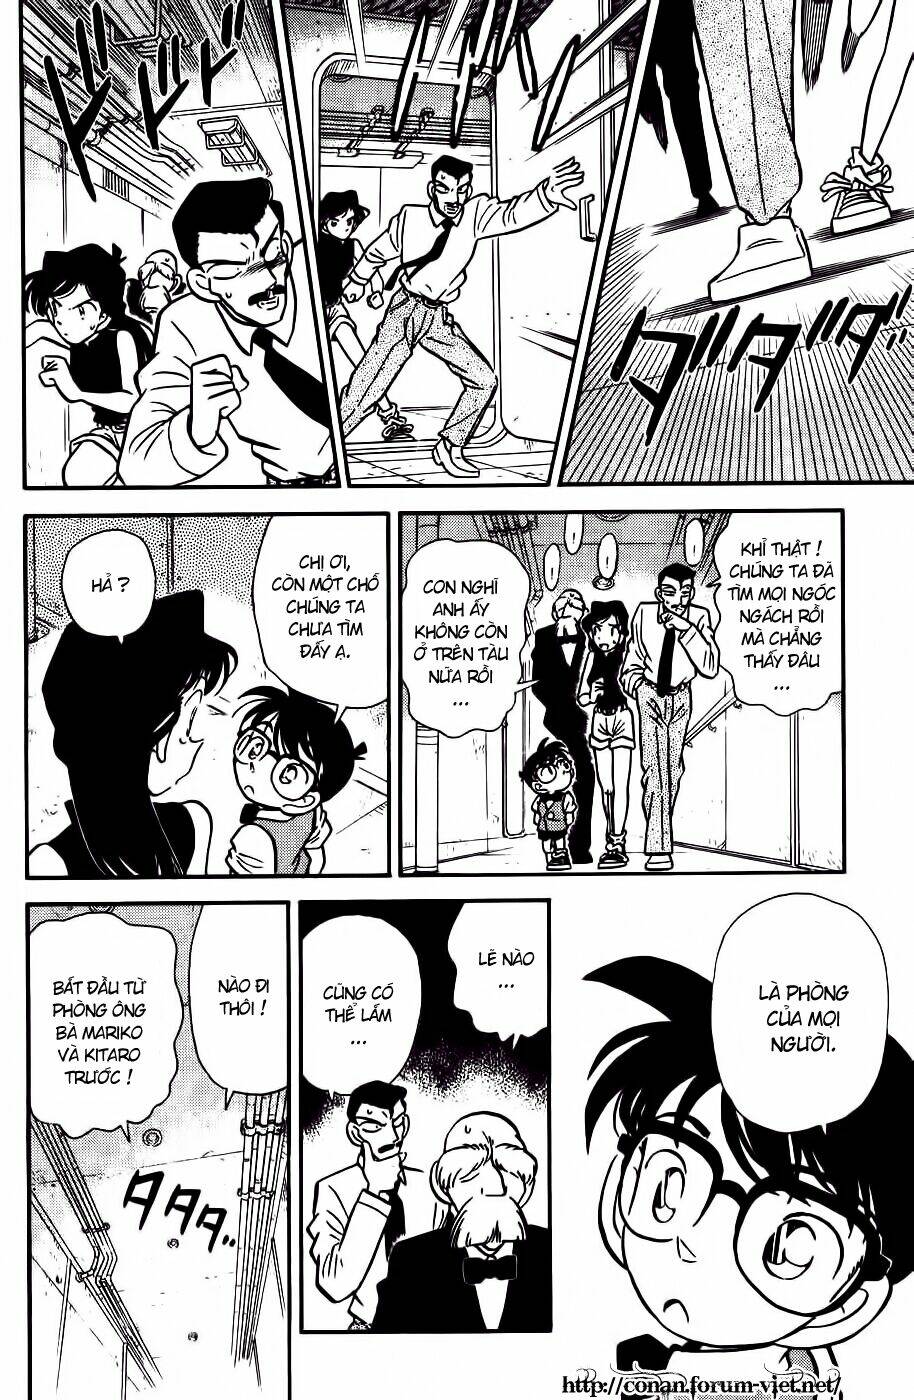 ダダダ
ドドド
KHỈ THẬT !
CHÚNG TA ĐÃ
TÌM MỌI NGÓC
NGÁCH RỒI
MÀ CHẲNG
THẤY ĐÂU
...
CON NGHĨ
ANH ẤY
KHÔNG CÒN
Ở TRÊN TÀU
NỮA RỒI
...
CHỊ ƠI,
CÒN MỘT CHỖ
CHÚNG TA
CHƯA TÌM
ĐẤY Ạ.
HẢ ?
LÀ PHÒNG
CỦA MỌI
NGƯỜI.
LẼ NÀO
...
CŨNG CÓ
THỂ LẮM
...
NÀO ĐI
THÔI !
BẮT ĐẦU TỪ
PHÒNG ÔNG
BÀ MARIKO
VÀ KITARO
TRƯỚC !
タタタ..
http://conan.forum-viet.net/